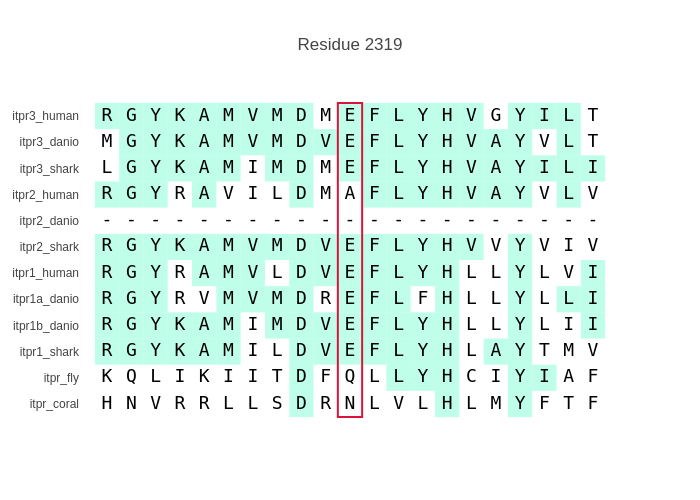 Residue 2319
itpr3_human R G Y K A M V M D M E F L Y H V G Y I L T
itpr3_danio M G Y K A M V M D V E F L Y H V A Y V L T
itpr3_shark L G Y K A M I M D M E F L Y H V A Y I L I
itpr2_human R G Y R A V I L D M A F L Y H V A Y V L V
itpr2_danio - - - - - - - - - - - - - - - - - - - - -
itpr2_shark R G Y K A M V M D V E F L Y H V V Y V I V
itpr1_human R G Y R A M V L D V E F L Y H L L Y L V I
itpr1a_danio R G Y R V M V M D R E F L F H L L Y L L I
itpr1b_danio R G Y K A M I M D V E F L Y H L L Y L I I
itpr1_shark R G Y K A M I L D V E F L Y H L A Y T M V
itpr_fly K Q L I K I I T D F Q L L Y H C I Y I A F
itpr_coral H N V R R L L S D R N L V L H L M Y F T F